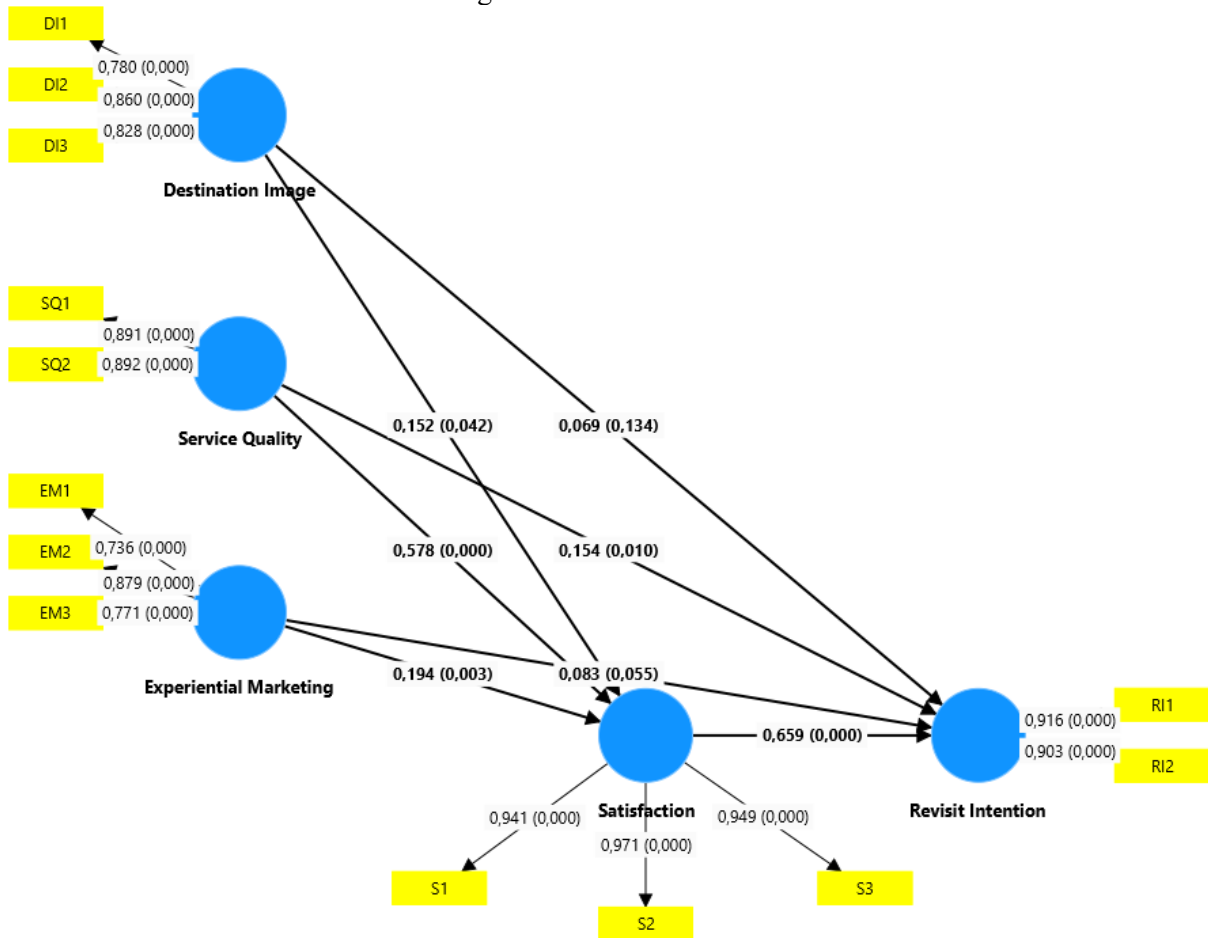 DI1
0,780 (0,000)
DI2
0,860 (0,000)
0,828 (0,000)
DI3
Destination Image
SQ1
0,891 (0,000)
SQ2
0,892 (0,000)
Service Quality
0,152 (0,042)
0,069 (0,134)
EM1
0,736 (0,000)
EM2
0,879 (0,000)
EM3
0,771 (0,000)
Experiential Marketing
0,578 (0,000)
0,154 (0,010)
0,194 (0,003)
0,083 (0,055)
0,659 (0,000)
RI1
0,916 (0,000)
0,903 (0,000)
RI2
Satisfaction
Revisit Intention
0,941 (0,000)
0,971 (0,000)
0,949 (0,000)
S1
S2
S3